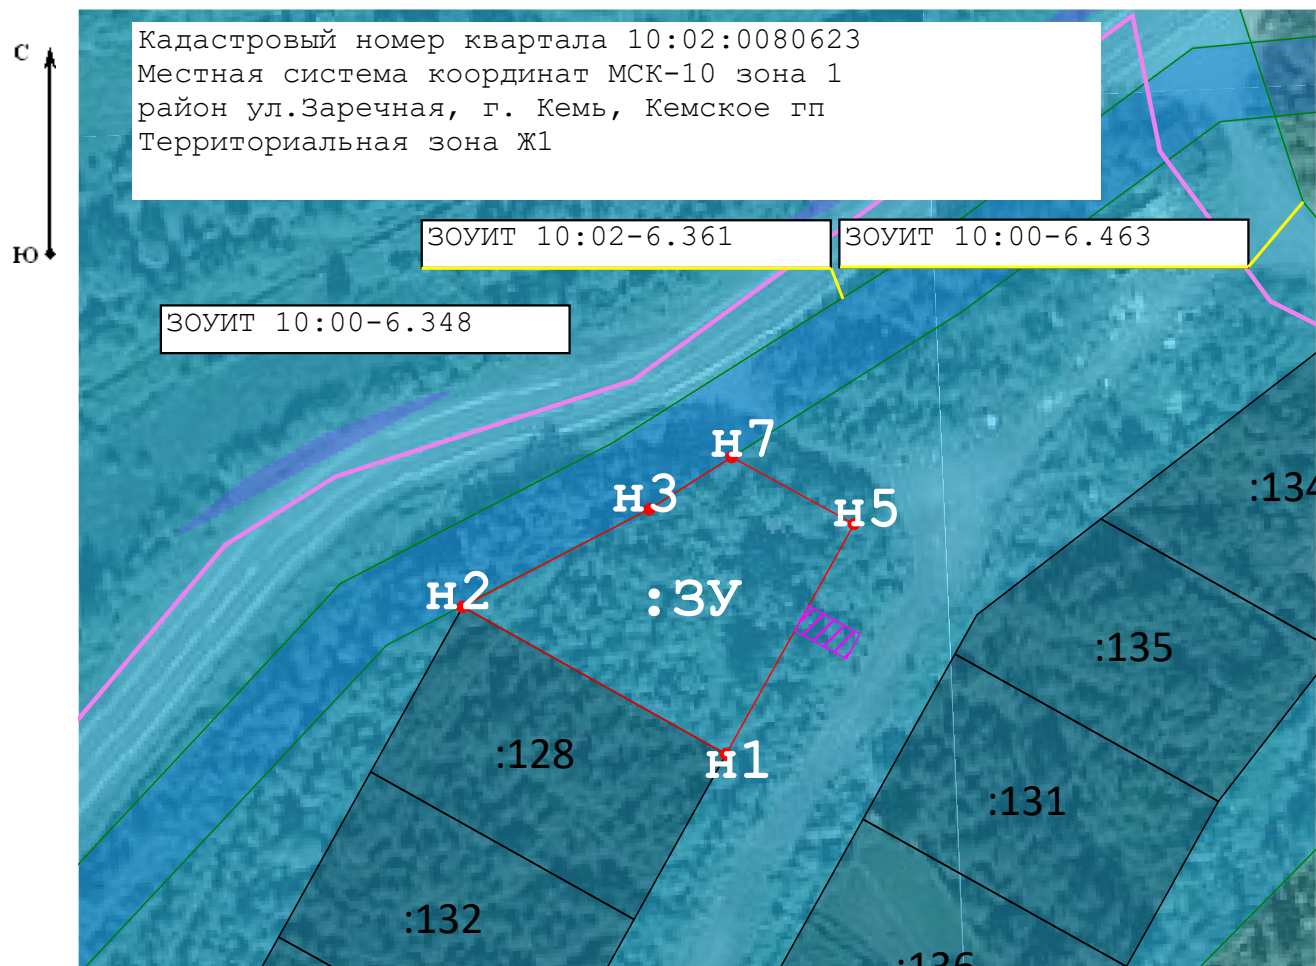 С
Ю
Кадастровый номер квартала 10:02:0080623
Местная система координат МСК-10 зона 1
район ул.Заречная, г. Кемь, Кемское гп
Территориальная зона Ж1
ЗОУИТ 10:02-6.361
ЗОУИТ 10:00-6.463
ЗОУИТ 10:00-6.348
н7
н3
н5
:134
н2
:ЗУ
:135
:128
н1
:131
:132
:136